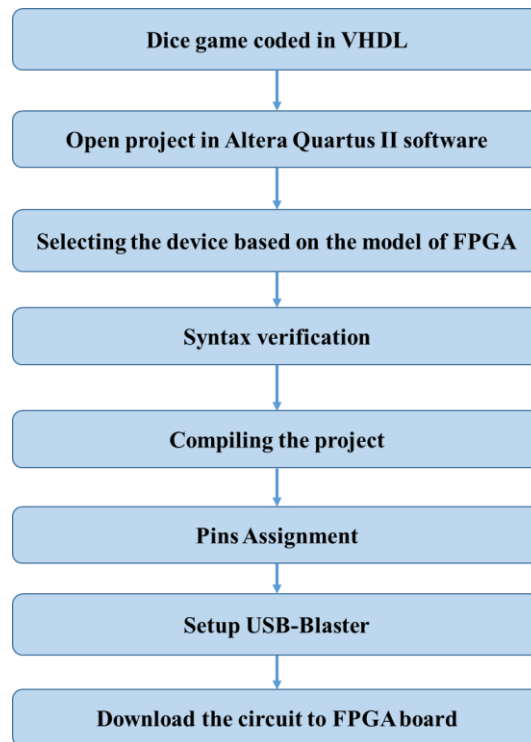 Dice game coded in VHDL
Open project in Altera Quartus II software
Selecting the device based on the model of FPGA
Syntax verification
Compiling the project
Pins Assignment
Setup USB-Blaster
Download the circuit to FPGA board